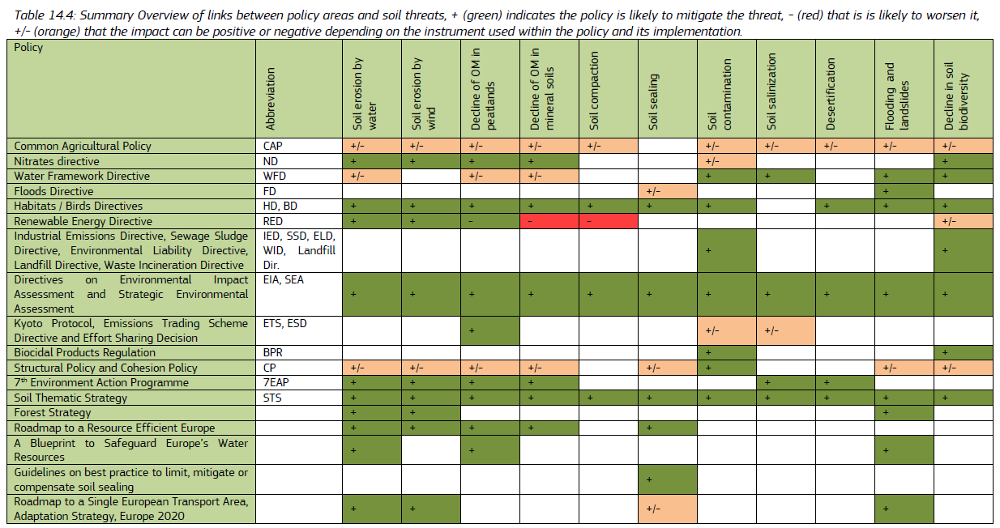 Table 14.4: Summary Overview of links between policy areas and soil threats, + (green) indicates the policy is likely to mitigate the threat, – (red) that is is likely to worsen it,
+/– (orange) that the impact can be positive or negative depending on the instrument used within the policy and its implementation.
Policy
Abbreviation
Soil erosion by
water
Soil erosion by
wind
Decline of OM in
peatlands
Decline of OM in
mineral soils
Soil compaction
Soil sealing
Soil
contamination
Soil salinization
Desertification
Flooding and
landslides
Decline in soil
biodiversity
Common Agricultural Policy CAP +/– +/– +/– +/– +/– +/– +/– +/– +/– +/–
Nitrates directive ND + + + + +/– +
Water Framework Directive WFD +/– +/– +/– + + + +
Floods Directive FD +/– +
Habitats / Birds Directives HD, BD + + + + + + + + + +
Renewable Energy Directive RED + + – – – +/–
Industrial Emissions Directive, Sewage Sludge
Directive, Environmental Liability Directive,
Landfill Directive, Waste Incineration Directive
IED, SSD, ELD,
WID, Landfill
Dir.
+ +
Directives on Environmental Impact
Assessment and Strategic Environmental
Assessment
EIA, SEA
+ + + + + + + + + + +
Kyoto Protocol, Emissions Trading Scheme
Directive and Effort Sharing Decision
ETS, ESD
+ +/– +/–
Biocidal Products Regulation BPR + +
Structural Policy and Cohesion Policy CP +/– +/– +/– +/– +/– + +/– +/–
7th Environment Action Programme 7EAP + + + + + +
Soil Thematic Strategy STS + + + + + + + + + + +
Forest Strategy + + +
Roadmap to a Resource Efficient Europe + + + + +
A Blueprint to Safeguard Europe's Water
Resources
+ + +
Guidelines on best practice to limit, mitigate or
compensate soil sealing
+
Roadmap to a Single European Transport Area,
Adaptation Strategy, Europe 2020
+ + +/– +